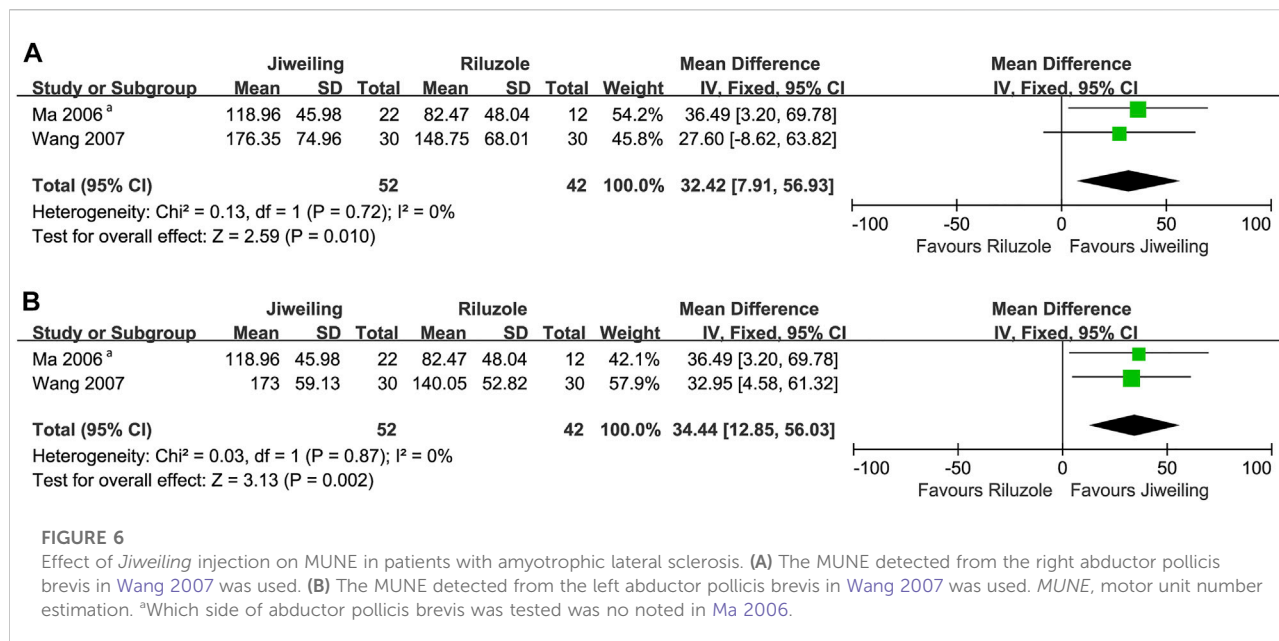 A
Jiweiling Riluzole Mean Difference Mean Difference
Study or Subgroup Mean SD Total Mean SD Total Weight IV, Fixed, 95% CI IV, Fixed, 95% CI
Ma 2006 a 118.96 45.98 22 82.47 48.04 12 54.2% 36.49 [3.20, 69.78]
Wang 2007 176.35 74.96 30 148.75 68.01 30 45.8% 27.60 [-8.62, 63.82]
Total (95% CI) 52 42 100.0% 32.42 [7.91, 56.93]
Heterogeneity: Chi² = 0.13, df = 1 (P = 0.72); I² = 0%
Test for overall effect: Z = 2.59 (P = 0.010)
-100 -50 0 50 100
Favours Riluzole Favours Jiweiling
B
Jiweiling Riluzole Mean Difference Mean Difference
Study or Subgroup Mean SD Total Mean SD Total Weight IV, Fixed, 95% CI IV, Fixed, 95% CI
Ma 2006 a 118.96 45.98 22 82.47 48.04 12 42.1% 36.49 [3.20, 69.78]
Wang 2007 173 59.13 30 140.05 52.82 30 57.9% 32.95 [4.58, 61.32]
Total (95% CI) 52 42 100.0% 34.44 [12.85, 56.03]
Heterogeneity: Chi² = 0.03, df = 1 (P = 0.87); I² = 0%
Test for overall effect: Z = 3.13 (P = 0.002)
-100 -50 0 50 100
Favours Riluzole Favours Jiweiling
FIGURE 6
Effect of Jiweiling injection on MUNE in patients with amyotrophic lateral sclerosis. (A) The MUNE detected from the right abductor pollicis
brevis in Wang 2007 was used. (B) The MUNE detected from the left abductor pollicis brevis in Wang 2007 was used. MUNE, motor unit number
estimation. aWhich side of abductor pollicis brevis was tested was no noted in Ma 2006.